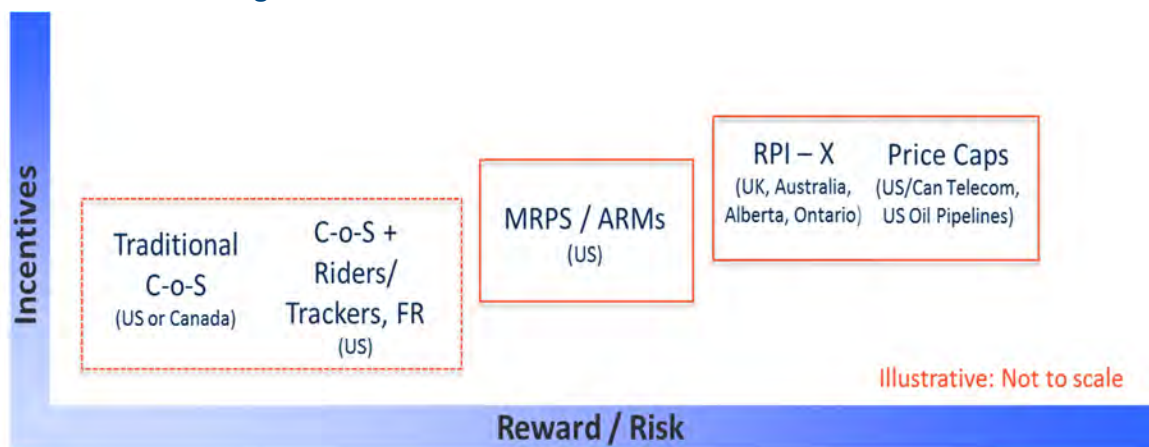 Incentives
Traditional
C-o-S
(US or Canada)
C-o-S +
Riders/
Trackers, FR
(US)
MRPS / ARMs
(US)
RPI – X
(UK, Australia,
Alberta, Ontario)
Price Caps
(US/Can Telecom,
US Oil Pipelines)
Illustrative: Not to scale
Reward / Risk